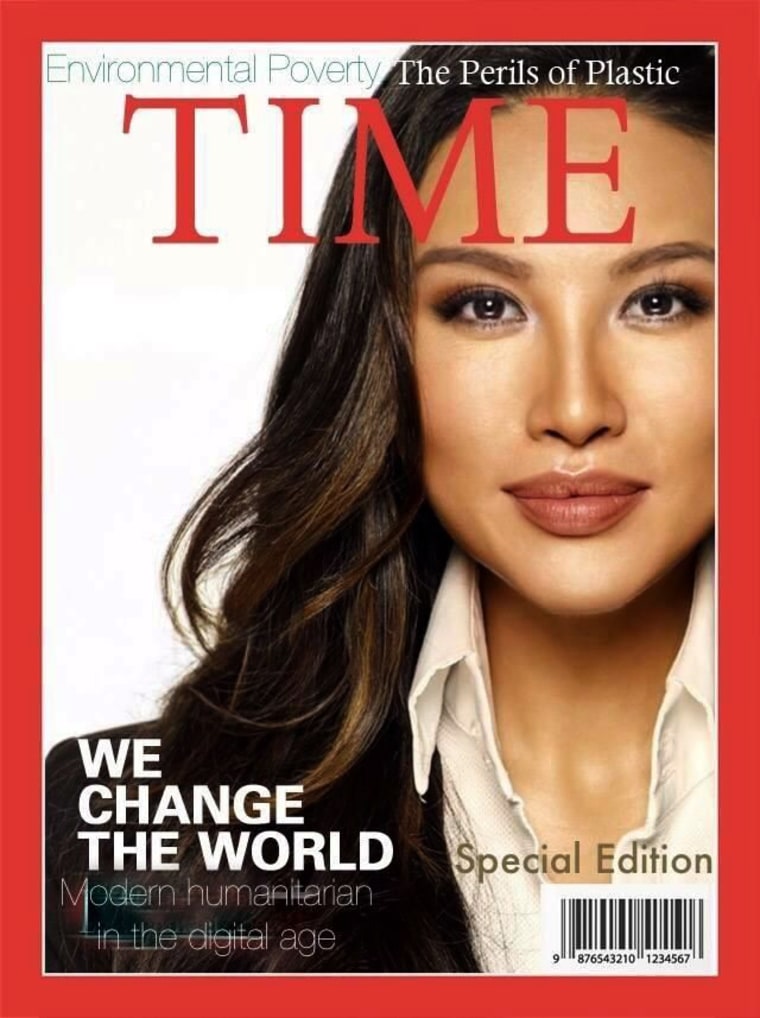 Environmental Poverty The Perils of Plastic
TIME
WE
CHANGE
THE WORLD
Modern humanitarian
in the digital age
Special Edition
9 876543210 1234567